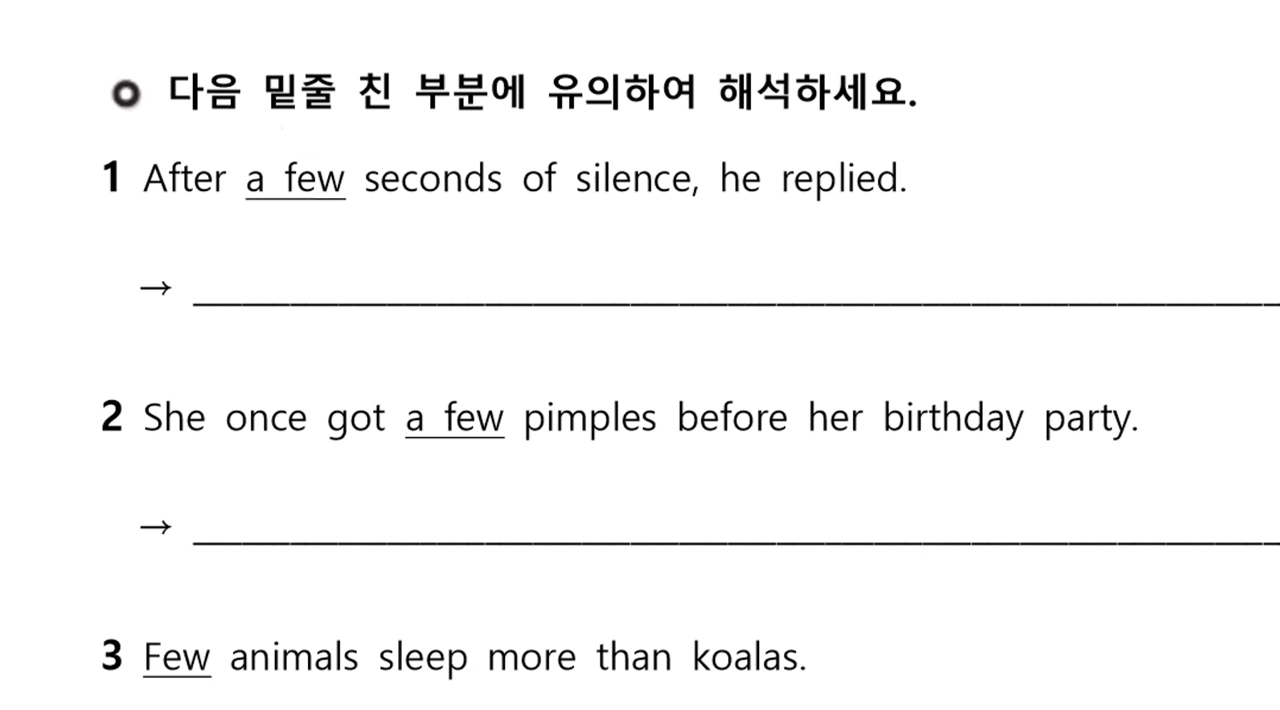 다음 밑줄 친 부분에 유의하여 해석하세요.
1 After a few seconds of silence, he replied.
→ ______________________________
2 She once got a few pimples before her birthday party.
→ ______________________________
3 Few animals sleep more than koalas.